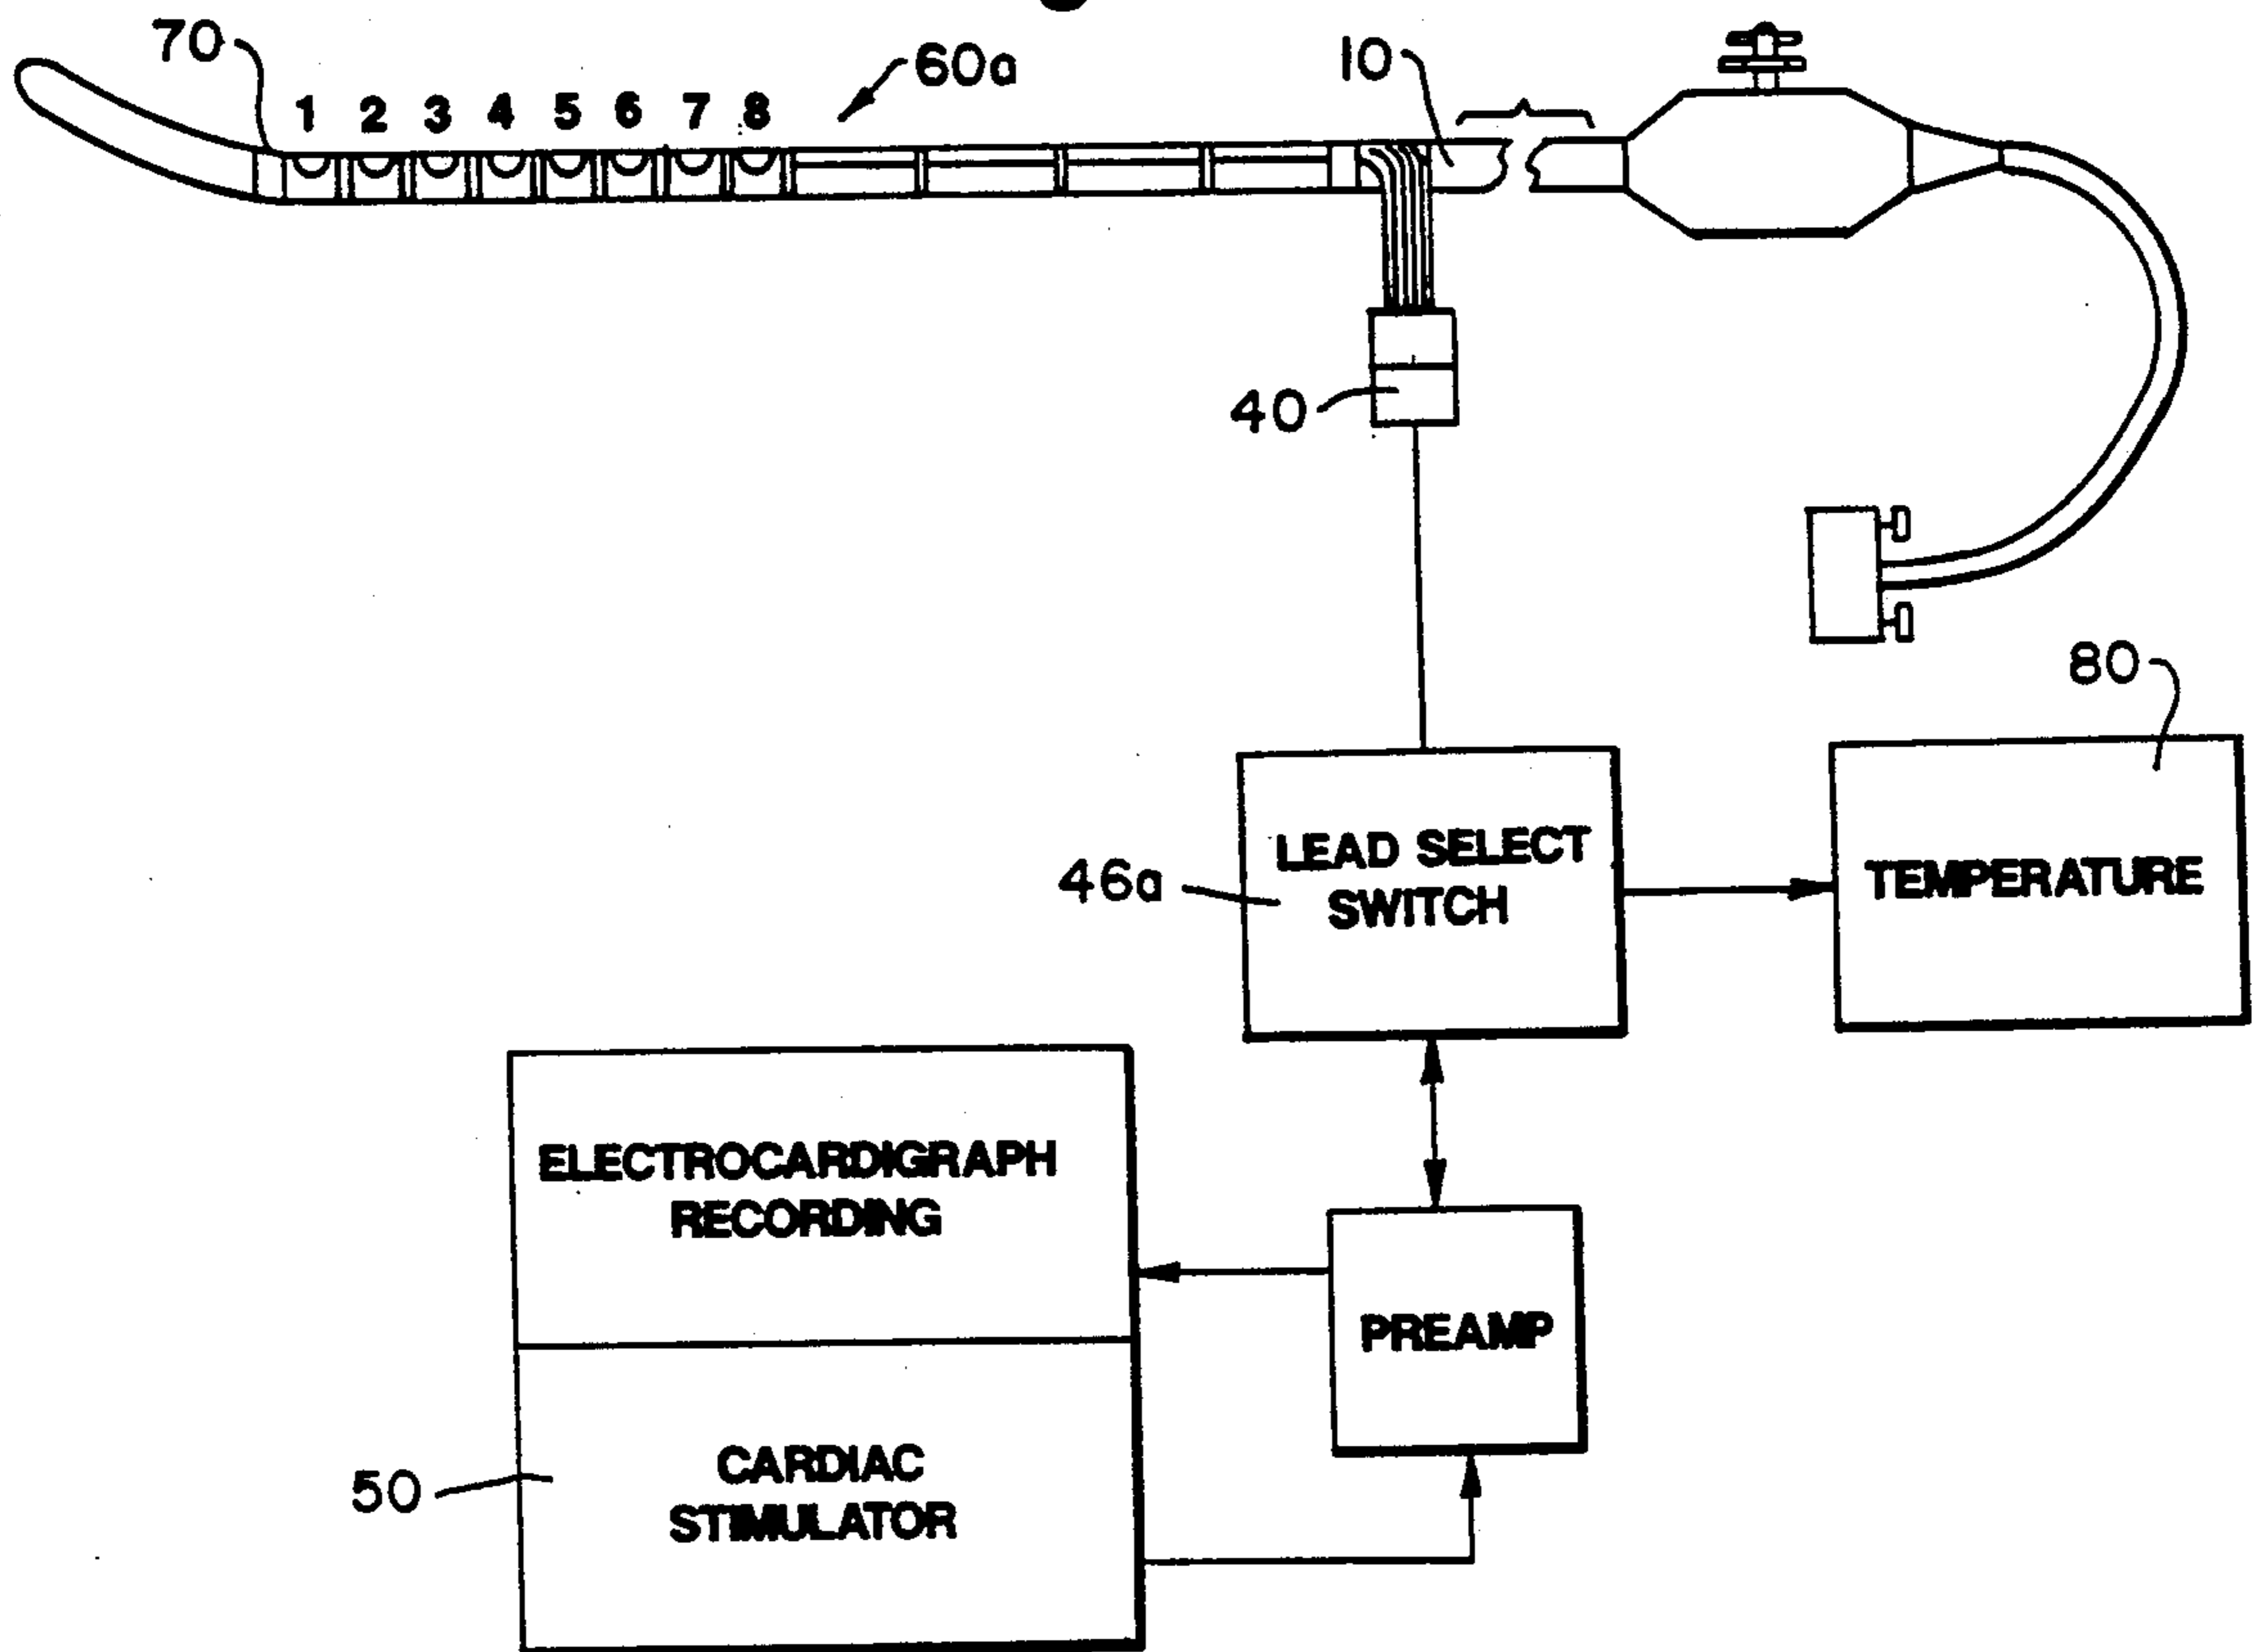 70
60a
10
1 2 3 4 5 6 7 8
40
80
LEAD SELECT
SWITCH
46a
TEMPERATURE
ELECTROCARDIGRAPH
RECORDING
PREAMP
CARDIAC
STIMULATOR
50